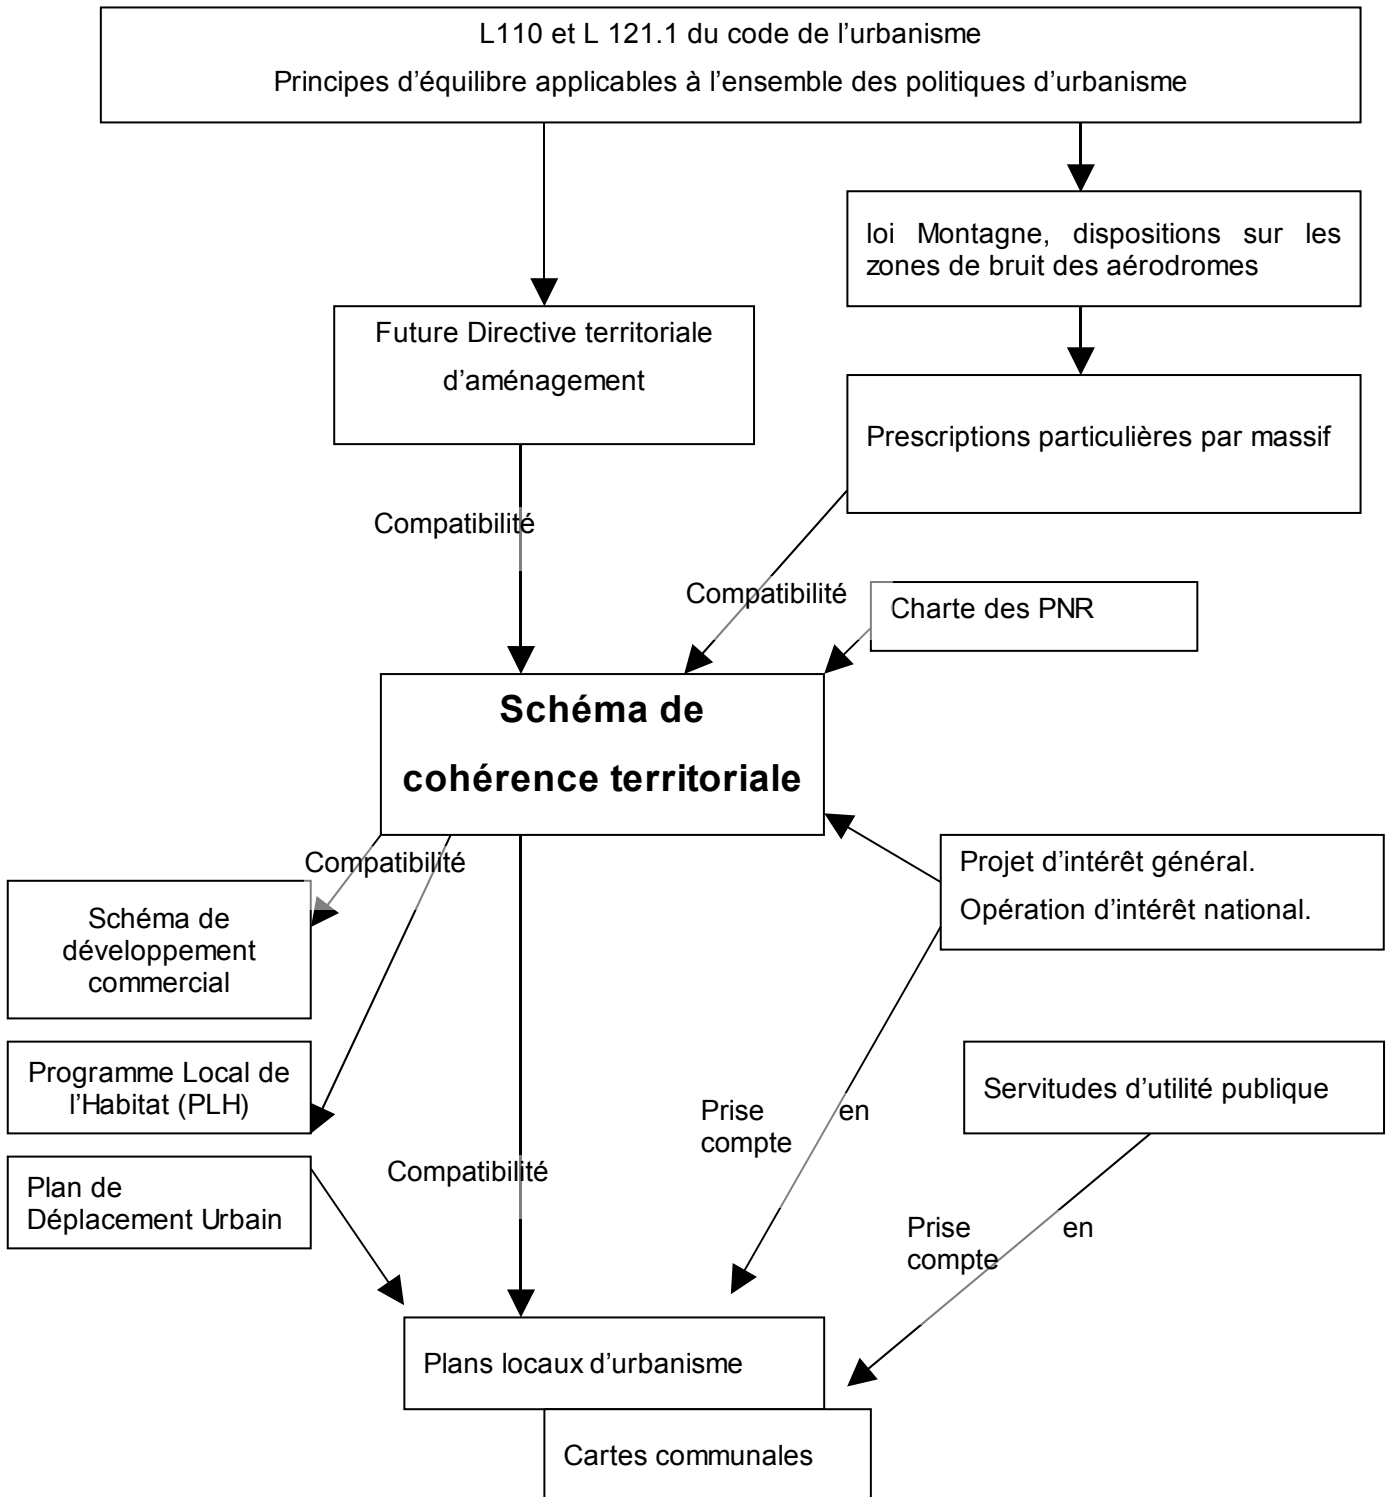 L110 et L 121.1 du code de l’urbanisme
Principes d’équilibre applicables à l’ensemble des politiques d’urbanisme
loi Montagne, dispositions sur les
zones de bruit des aérodromes
Future Directive territoriale
d’aménagement
Prescriptions particulières par massif
Compatibilité
Compatibilité
Charte des PNR
Schéma de
cohérence territoriale
Compatibilité
Projet d’intérêt général.
Opération d’intérêt national.
Schéma de
développement
commercial
Programme Local de
l’Habitat (PLH)
Servitudes d’utilité publique
Prise en
compte
Compatibilité
Plan de
Déplacement Urbain
Prise en
compte
Plans locaux d’urbanisme
Cartes communales